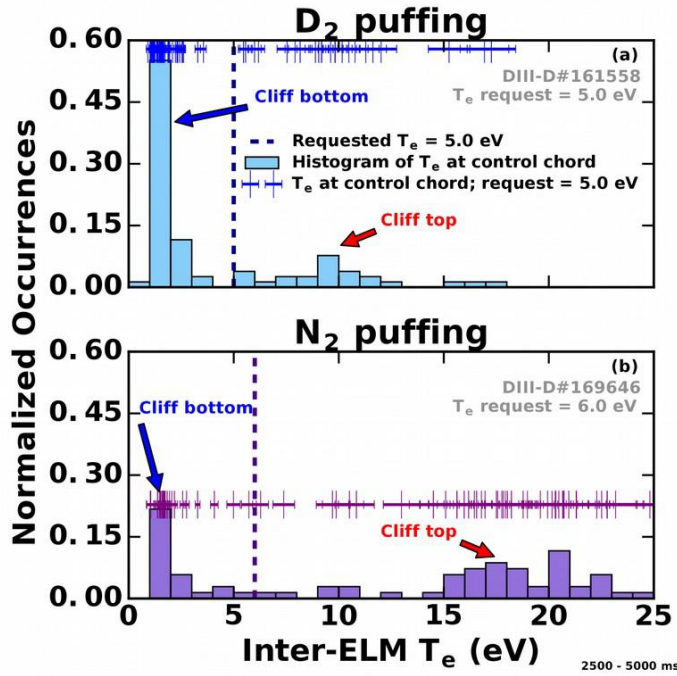 D₂ puffing
0.60
0.45
0.30
0.15
0.00
(a)
DIII-D#161558
Tₑ request = 5.0 eV
Cliff bottom
Requested Tₑ = 5.0 eV
Histogram of Tₑ at control chord
Tₑ at control chord; request = 5.0 eV
Cliff top
Normalized Occurrences
N₂ puffing
0.60
0.45
0.30
0.15
0.00
(b)
DIII-D#169646
Tₑ request = 6.0 eV
Cliff bottom
Cliff top
0 5 10 15 20 25
Inter-ELM Tₑ (eV)
2500 - 5000 ms